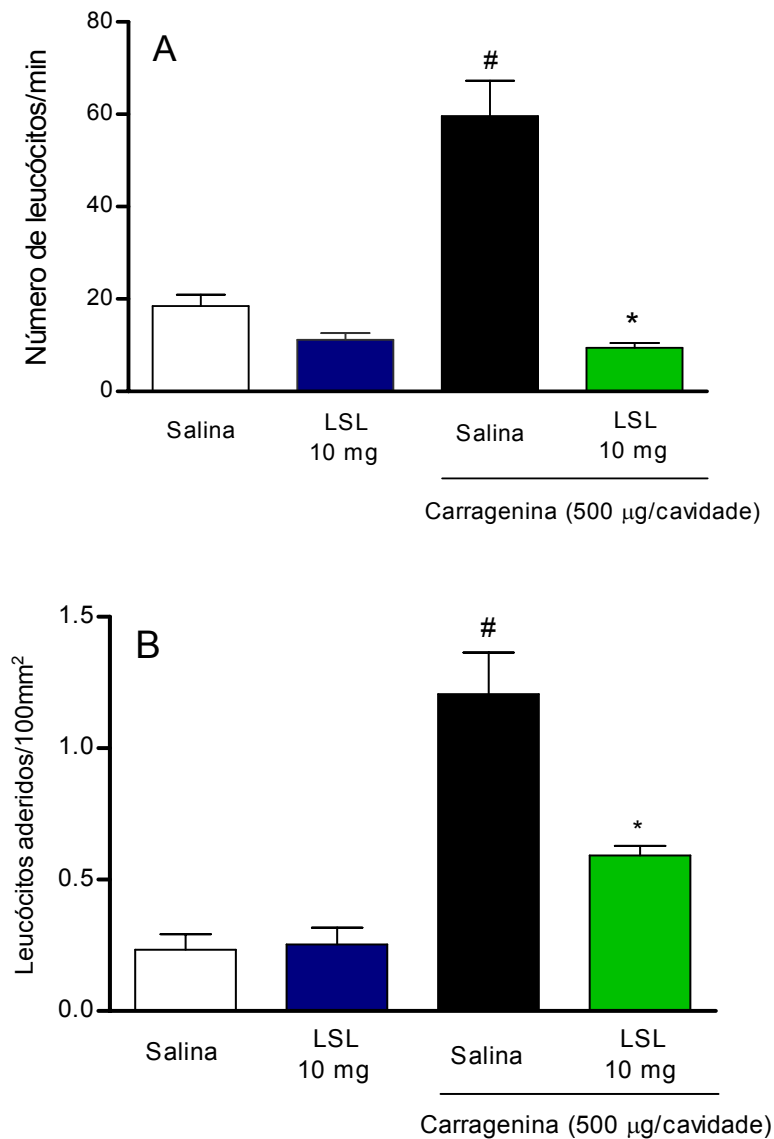 A
Número de leucócitos/min
80
60
40
20
0
#
*
Salina
LSL
10 mg
Salina
LSL
10 mg
Carragenina (500 μg/cavidade)
B
Leucócitos aderidos/100mm²
1.5
1.0
0.5
0.0
#
*
Salina
LSL
10 mg
Salina
LSL
10 mg
Carragenina (500 μg/cavidade)